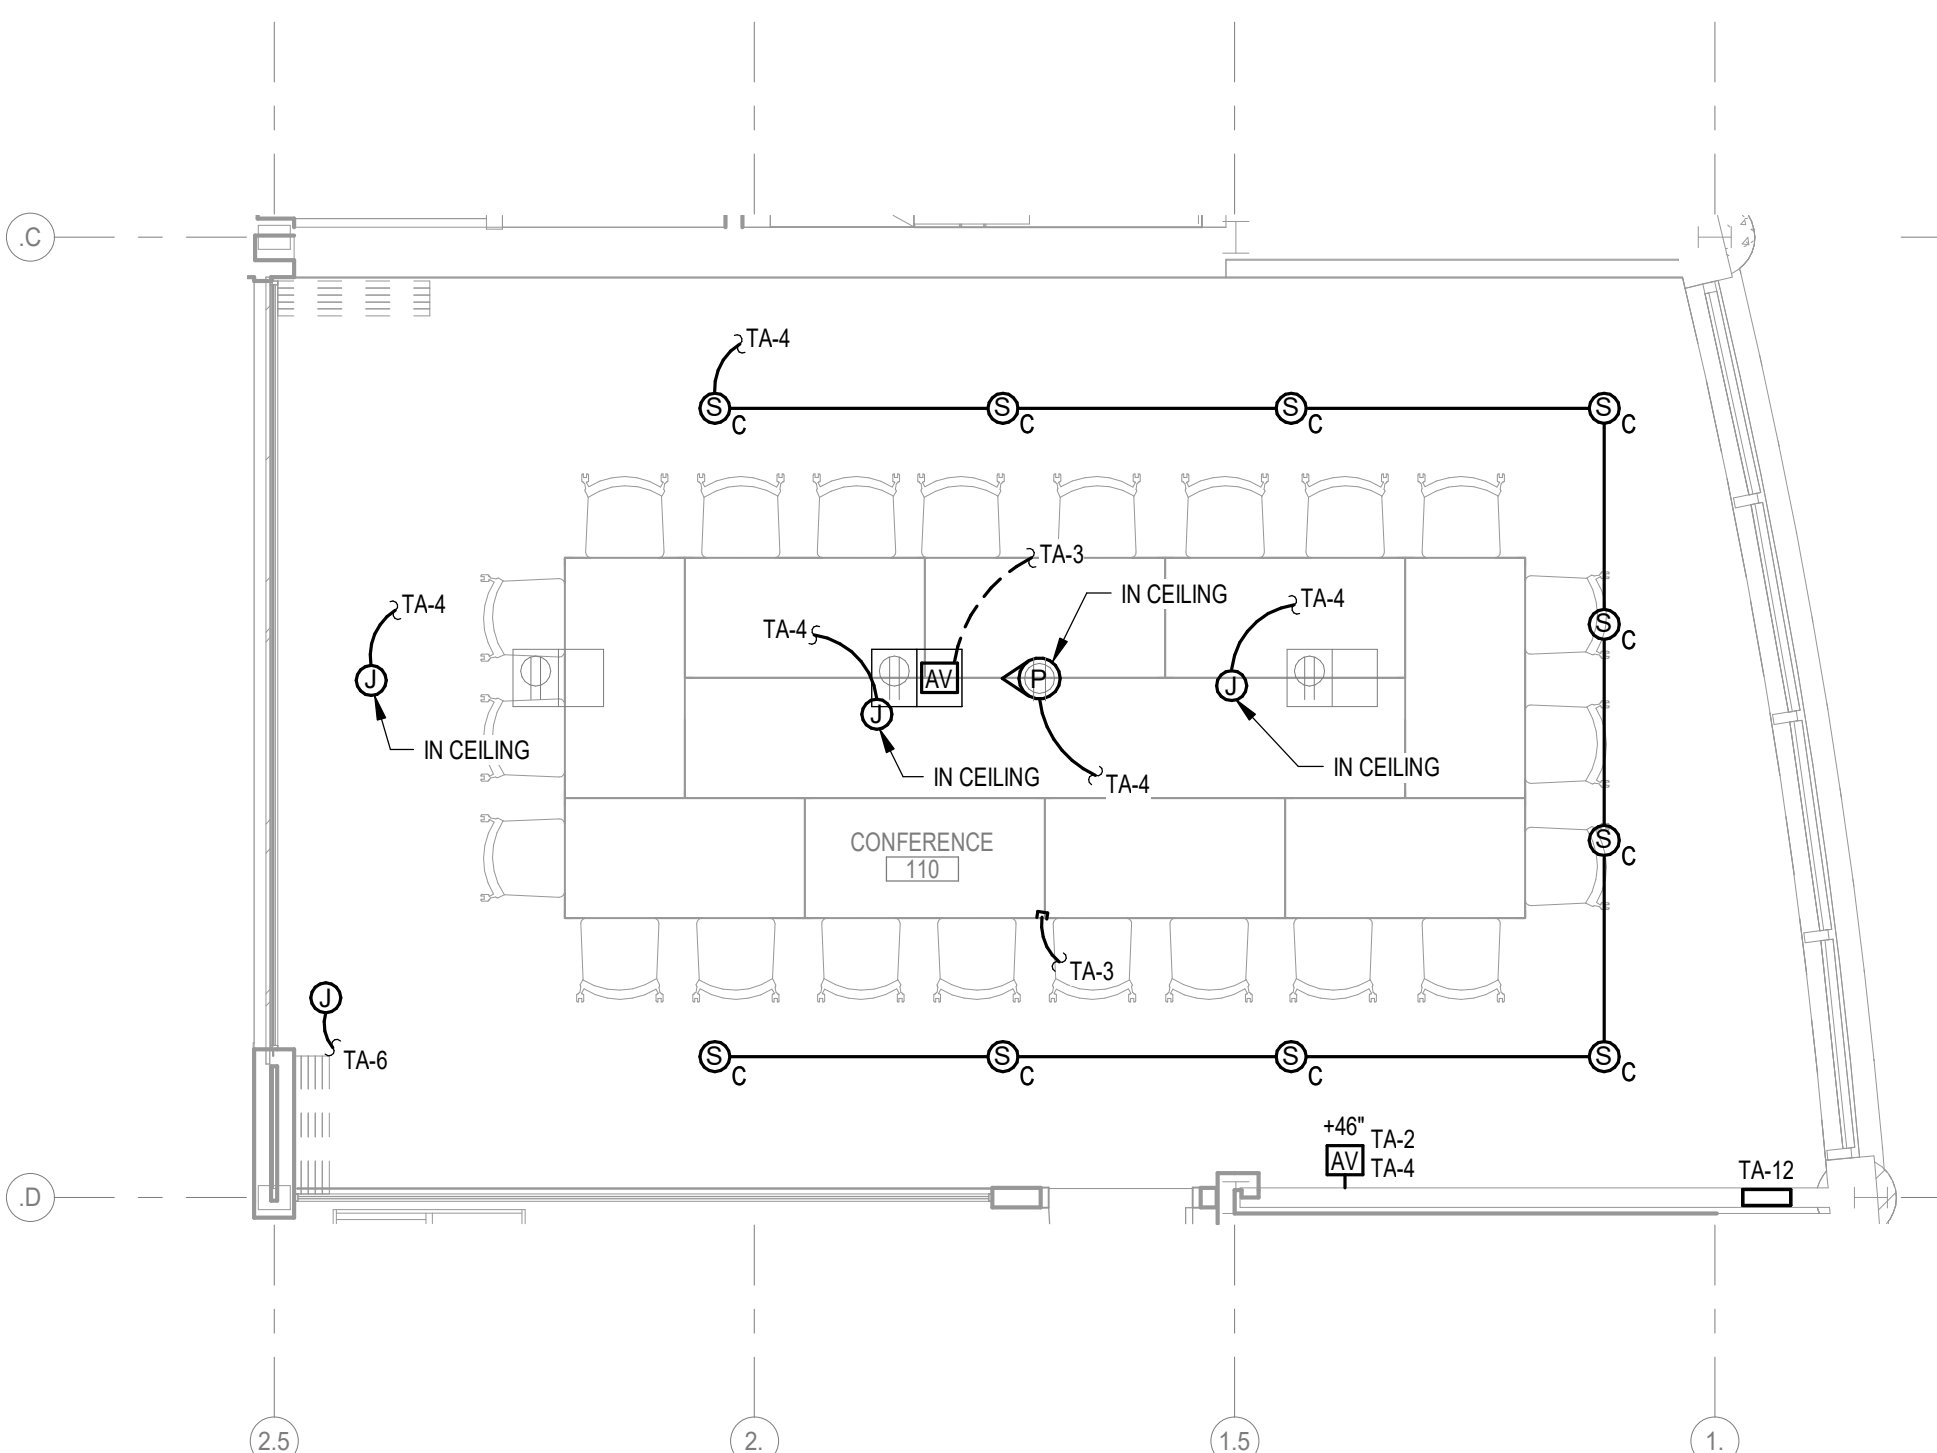 .C
TA-4
S
C
S
C
S
C
S
C
TA-3
IN CEILING
TA-4
TA-4
TA-4
S
C
J
AV
P
J
J
IN CEILING
IN CEILING
IN CEILING
TA-4
CONFERENCE
110
S
C
TA-3
J
TA-6
S
C
S
C
S
C
S
C
+46"
TA-2
AV
TA-4
TA-12
.D
2.5
2.
1.5
1.